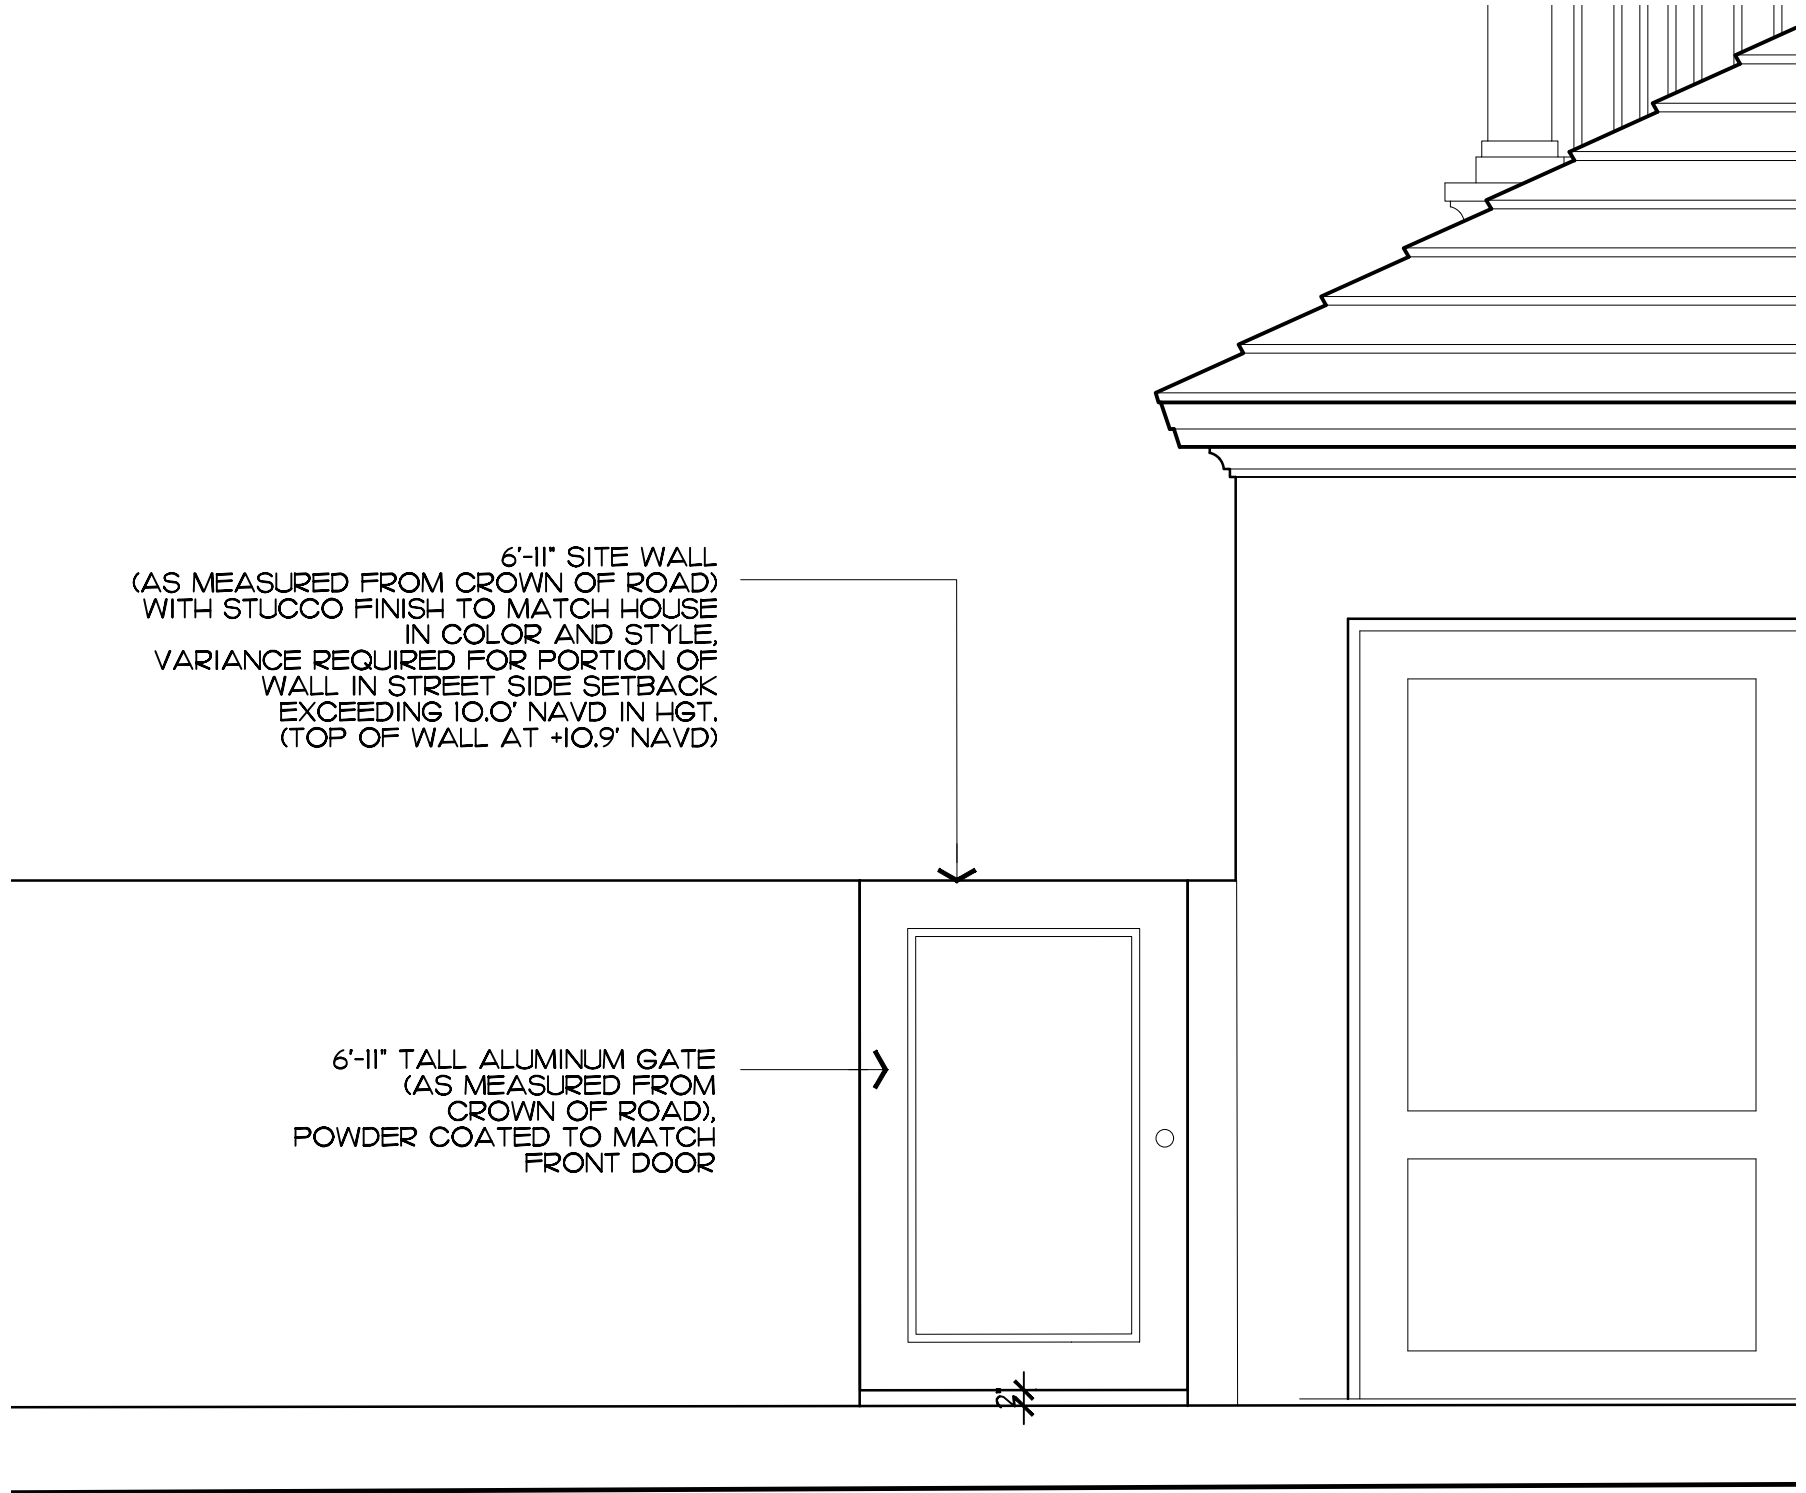 6'-11" SITE WALL
(AS MEASURED FROM CROWN OF ROAD)
WITH STUCCO FINISH TO MATCH HOUSE
IN COLOR AND STYLE,
VARIANCE REQUIRED FOR PORTION OF
WALL IN STREET SIDE SETBACK
EXCEEDING 10.0' NAVD IN HGT.
(TOP OF WALL AT +10.9' NAVD)
6'-11" TALL ALUMINUM GATE
(AS MEASURED FROM
CROWN OF ROAD),
POWDER COATED TO MATCH
FRONT DOOR
2"